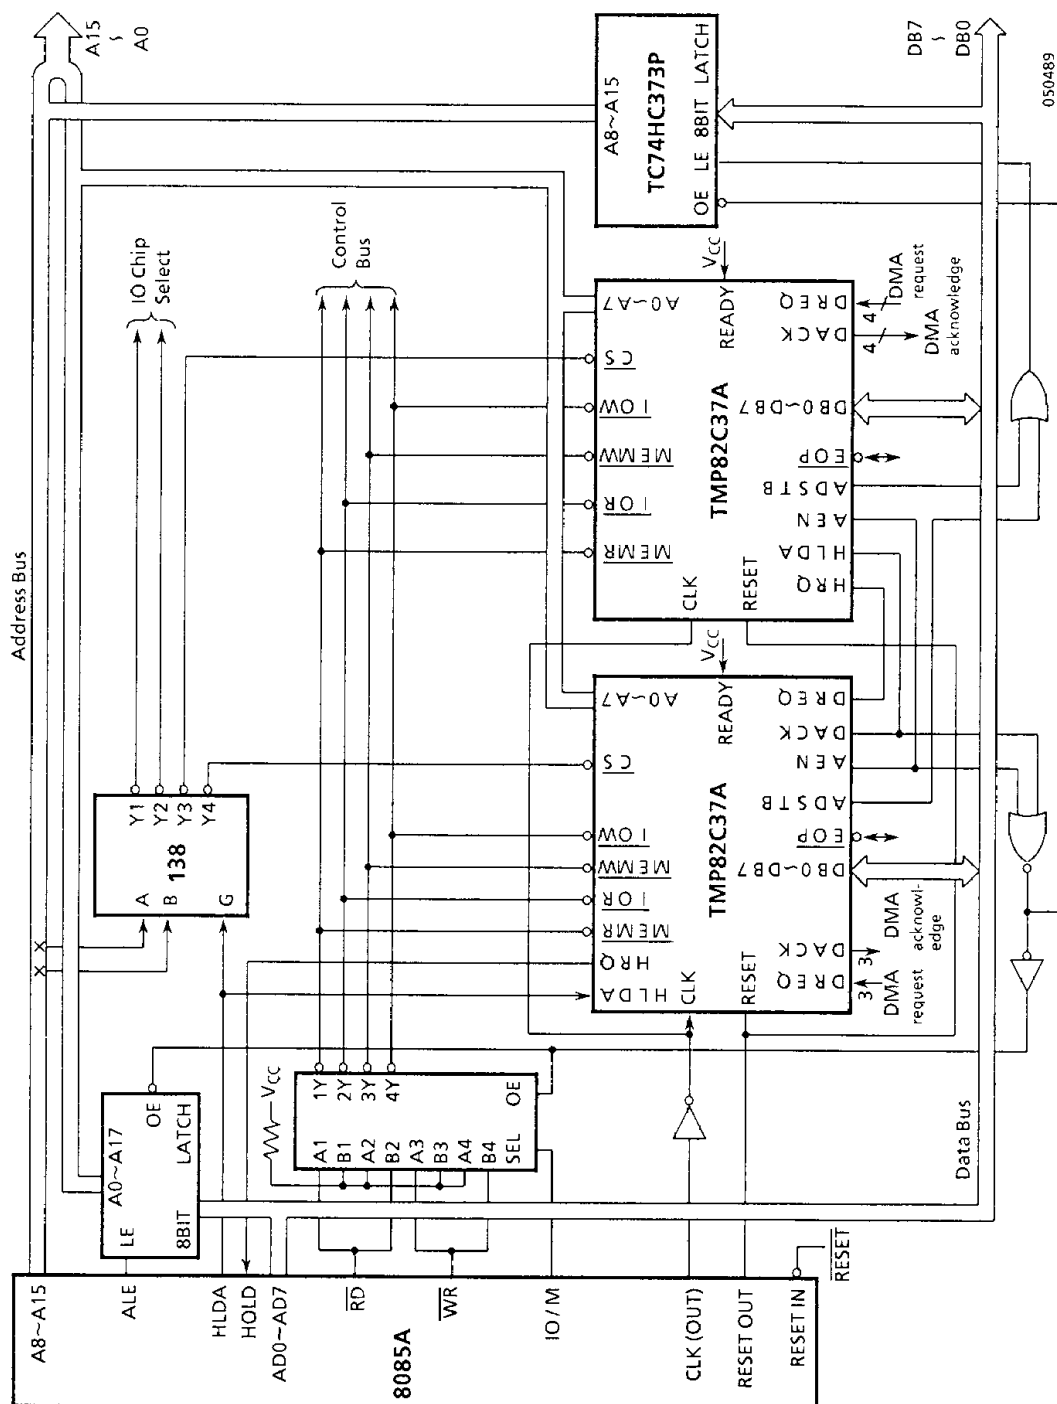 Address Bus
A15
~
A0
IO Chip
Select
Control
Bus
DB7
~
DB0
050489
Data Bus
8085A
A8~A15
ALE
HLDA
HOLD
AD0~AD7
RD
WR
IO / M
CLK (OUT)
RESET OUT
RESET IN
RESET
LE
A0~A17
OE
8BIT
LATCH
138
A
B
G
Y1
Y2
Y3
Y4
VCC
A1
B1
A2
B2
A3
B3
A4
B4
SEL
OE
1Y
2Y
3Y
4Y
TMP82C37A
HLDA
HRQ
MEMR
IOR
MEMW
IOW
CS
A0~A7
CLK
RESET
READY
VCC
DREQ
DACK
DB0~DB7
EOP
ADSTB
AEN
DACK
DREQ
3
3
DMA
request
DMA
acknowl-
edge
TMP82C37A
MEMR
IOR
MEMW
IOW
CS
A0~A7
CLK
RESET
READY
VCC
HRQ
HLDA
AEN
ADSTB
EOP
DB0~DB7
DACK
DREQ
4
4
DMA
request
DMA
acknowledge
TC74HC373P
A8~A15
OE
LE
8BIT
LATCH